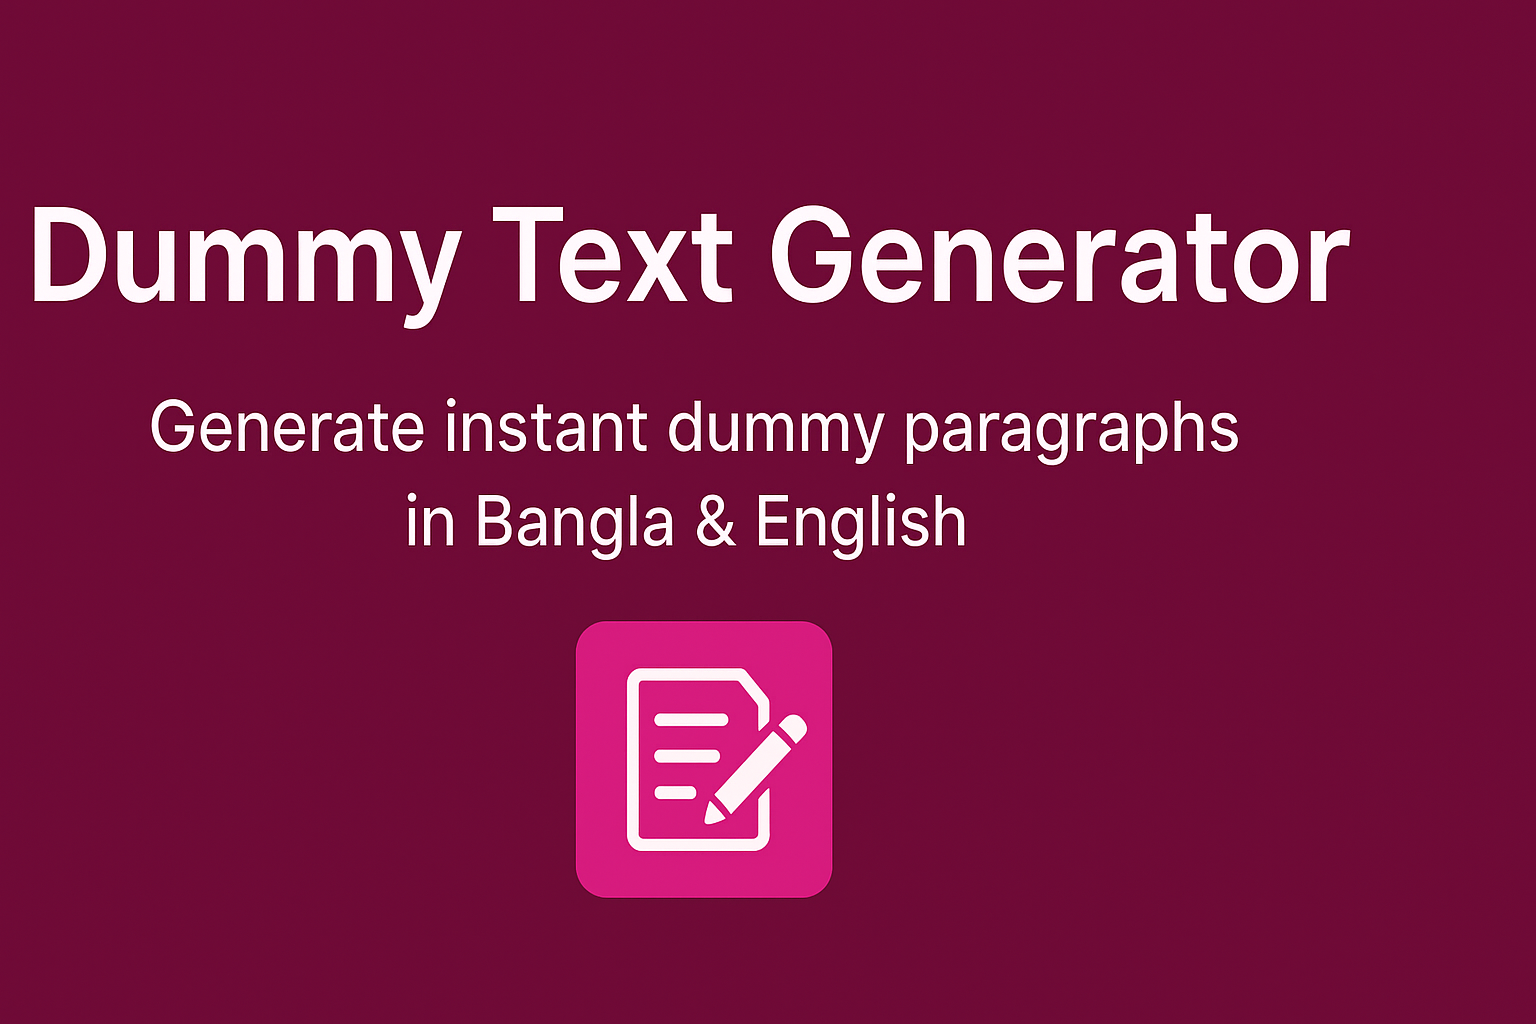 Dummy Text Generator
Generate instant dummy paragraphs
in Bangla & English